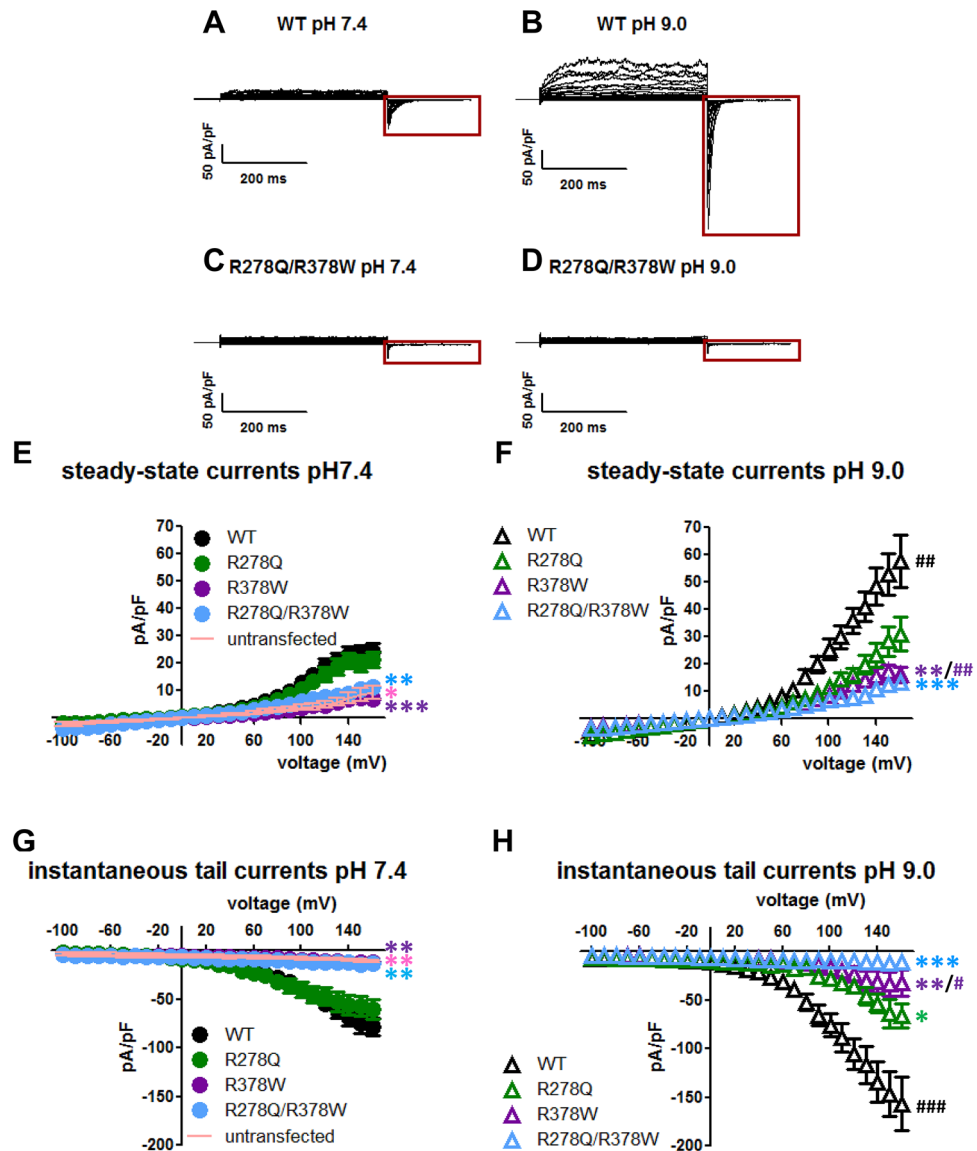 A WT pH 7.4
B WT pH 9.0
50 pA/pF
200 ms
50 pA/pF
200 ms
C R278Q/R378W pH 7.4
D R278Q/R378W pH 9.0
50 pA/pF
200 ms
50 pA/pF
200 ms
E steady-state currents pH7.4
pA/pF
70
60
50
40
30
20
10
-100 -60 -20 20 60 100 140
voltage (mV)
WT
R278Q
R378W
R278Q/R378W
untransfected
**
*
***
F steady-state currents pH 9.0
pA/pF
70
60
50
40
30
20
10
-100 -60 -20 20 60 100 140
voltage (mV)
WT
R278Q
R378W
R278Q/R378W
##
**/##
***
G instantaneous tail currents pH 7.4
voltage (mV)
-100 -60 -20 20 60 100 140
pA/pF
-50
-100
-150
-200
**
**
**
WT
R278Q
R378W
R278Q/R378W
untransfected
H instantaneous tail currents pH 9.0
voltage (mV)
-100 -60 -20 20 60 100 140
pA/pF
-50
-100
-150
-200
***
**/#
*
###
WT
R278Q
R378W
R278Q/R378W